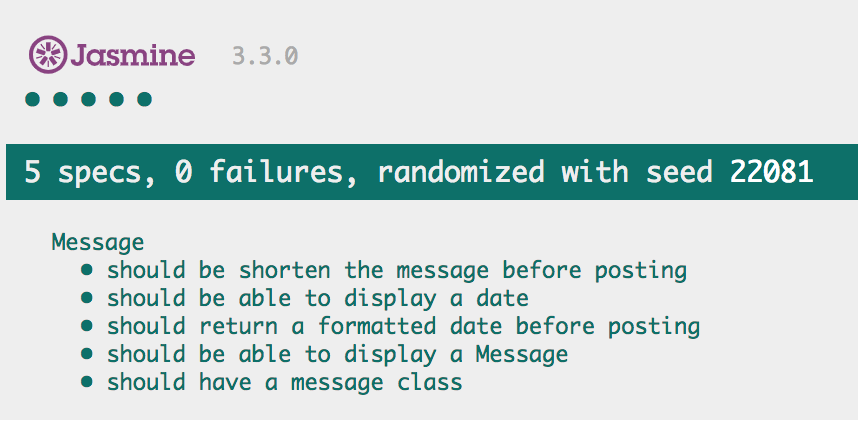 Jasmine 3.3.0
• • • • •
5 specs, 0 failures, randomized with seed 22081
Message
• should be shorten the message before posting
• should be able to display a date
• should return a formatted date before posting
• should be able to display a Message
• should have a message class